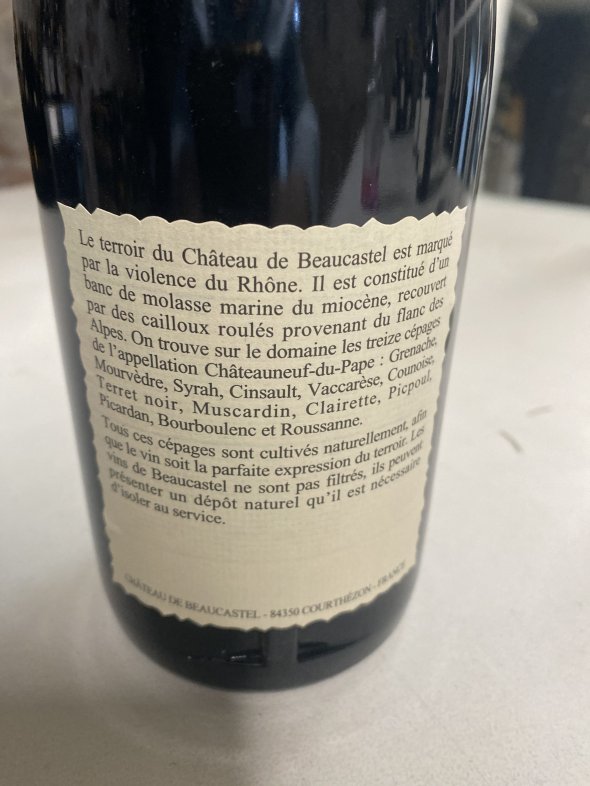 Le terroir du Château de Beaucastel est marqué
par la violence du Rhône. Il est constitué d'un
banc de molasse marine du miocène, recouvert
par des cailloux roulés provenant du flanc des
Alpes. On trouve sur le domaine les treize cépages
de l'appellation Châteauneuf-du-Pape : Grenache,
Mourvèdre, Syrah, Cinsault, Vaccarèse, Counoise,
Terret noir, Muscardin, Clairette, Picpoul,
Picardan, Bourboulenc et Roussanne.
Tous ces cépages sont cultivés naturellement, afin
que le vin soit la parfaite expression du terroir. Les
vins de Beaucastel ne sont pas filtrés, ils peuvent
présenter un dépôt naturel qu'il est nécessaire
d'isoler au service.
CHÂTEAU DE BEAUCASTEL - 84350 COURTHÉZON - FRANCE